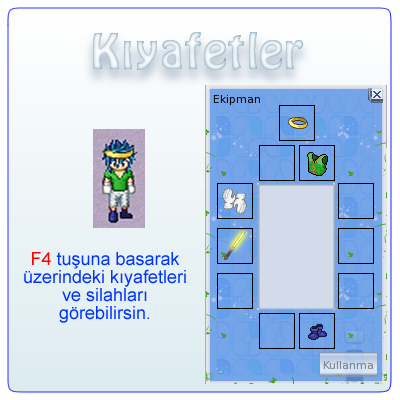 Kıyafetler
Ekipman
F4 tuşuna basarak
üzerindeki kıyafetleri
ve silahları
görebilirsin.
Kullanma